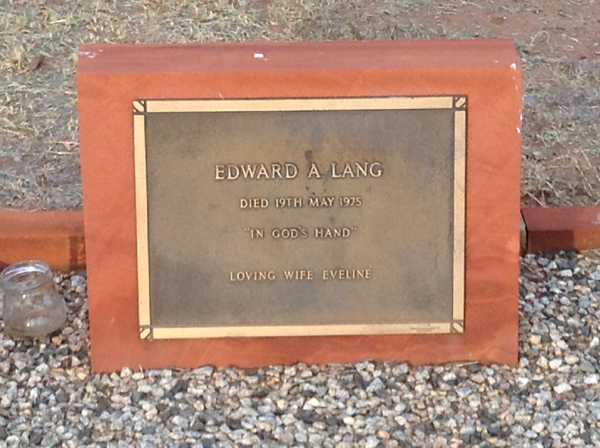 EDWARD A. LANG
DIED 19TH MAY 1975
"IN GOD'S HAND"
LOVING WIFE EVELINE